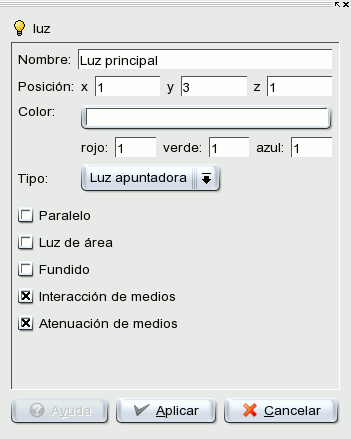 luz
Nombre: Luz principal
Posición: x 1 y 3 z 1
Color:
rojo: 1 verde: 1 azul: 1
Tipo: Luz apuntadora
Paralelo
Luz de área
Fundido
Interacción de medios
Atenuación de medios
Ayuda Aplicar Cancelar